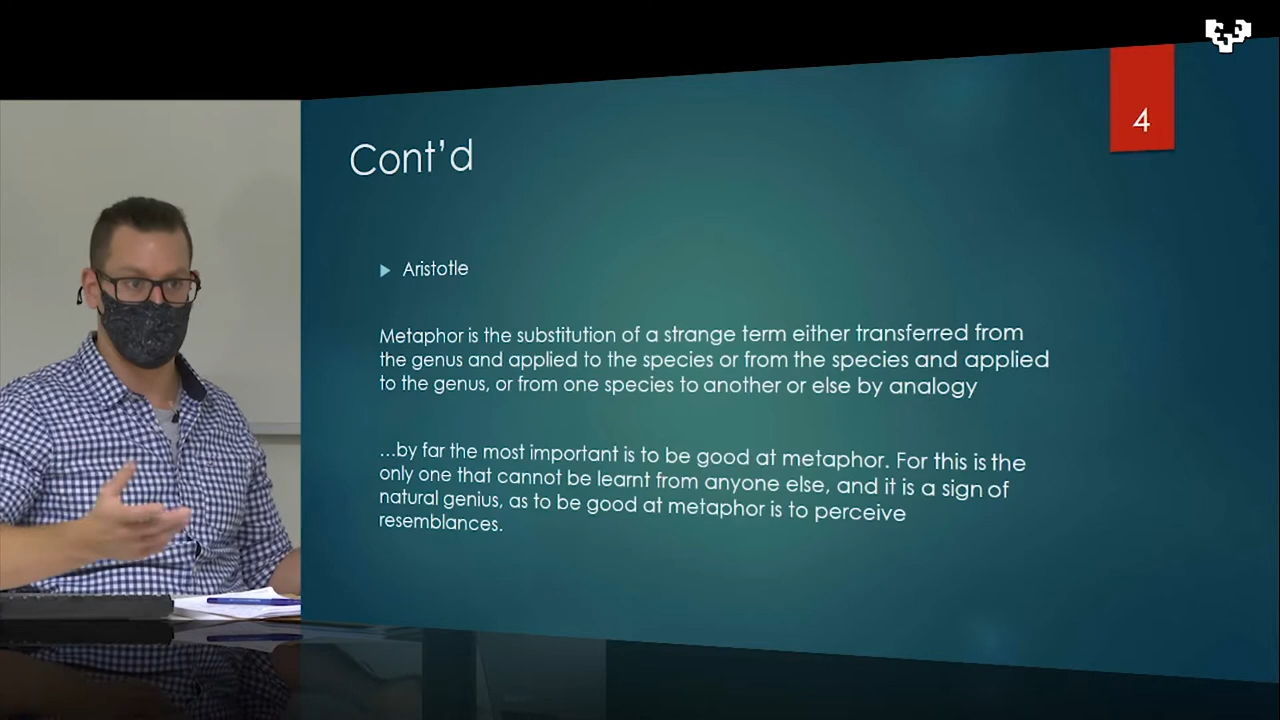 4
Cont'd
Aristotle
Metaphor is the substitution of a strange term either transferred from
the genus and applied to the species or from the species and applied
to the genus, or from one species to another or else by analogy
...by far the most important is to be good at metaphor. For this is the
only one that cannot be learnt from anyone else, and it is a sign of
natural genius, as to be good at metaphor is to perceive
resemblances.